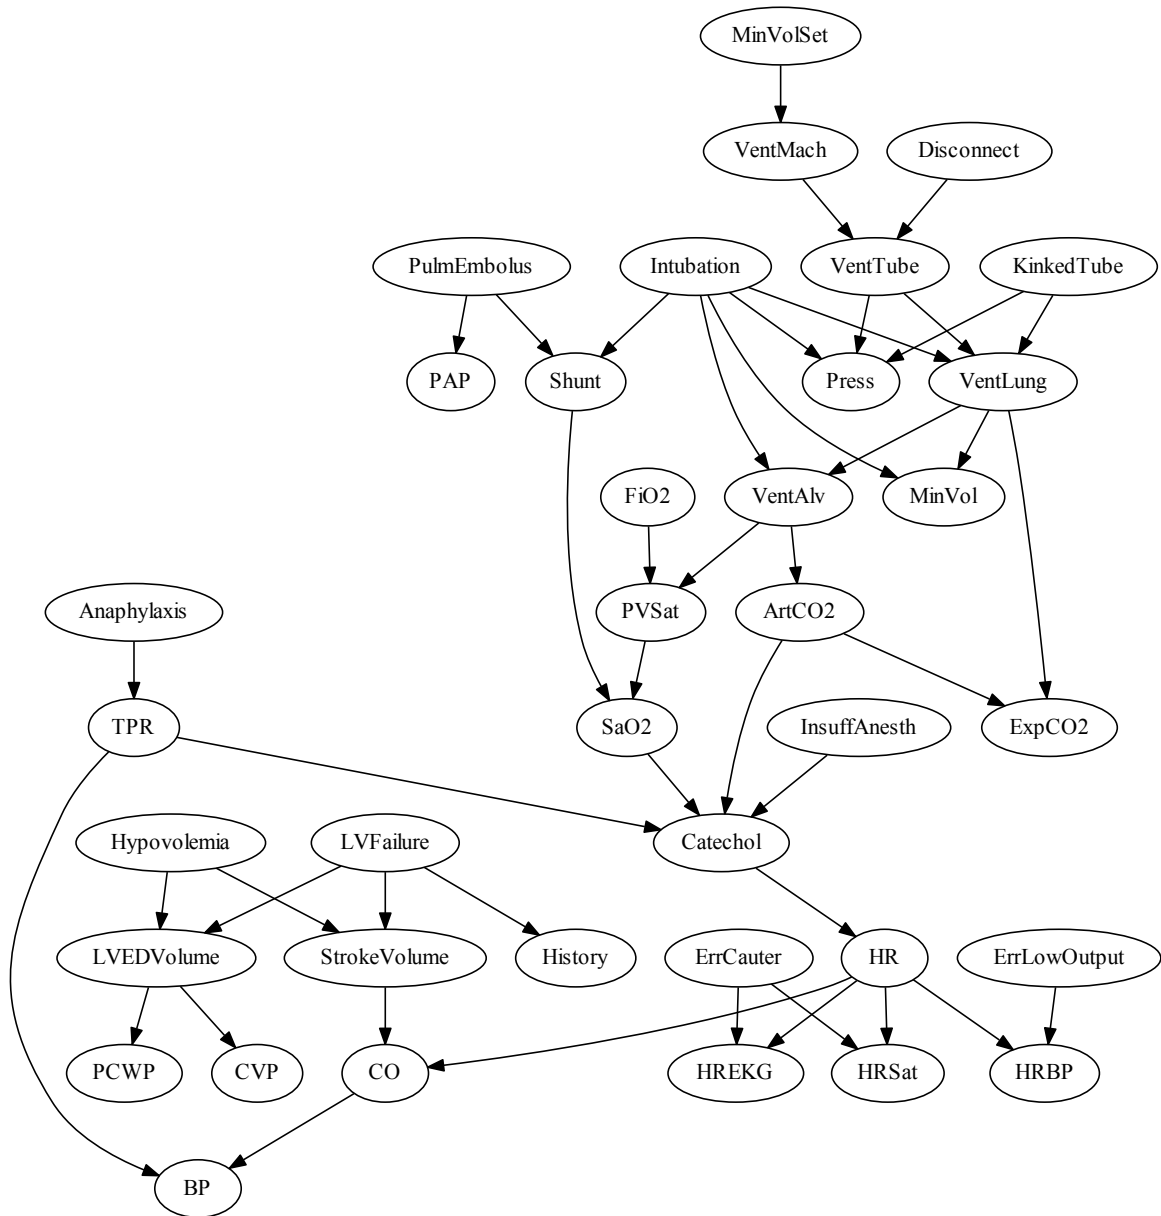 MinVolSet
VentMach
Disconnect
PulmEmbolus
Intubation
VentTube
KinkedTube
PAP
Shunt
Press
VentLung
FiO2
VentAlv
MinVol
Anaphylaxis
PVSat
ArtCO2
TPR
SaO2
InsuffAnesth
ExpCO2
Hypovolemia
LVFailure
Catechol
LVEDVolume
StrokeVolume
History
ErrCauter
HR
ErrLowOutput
PCWP
CVP
CO
HREKG
HRSat
HRBP
BP